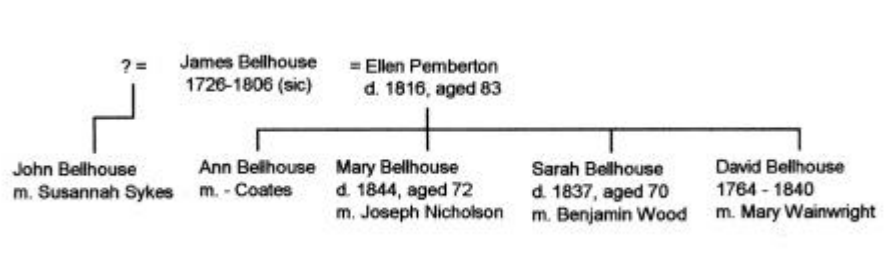 ? =
James Bellhouse
1726-1806 (sic)
= Ellen Pemberton
d. 1816, aged 83
John Bellhouse
m. Susannah Sykes
Ann Bellhouse
m. - Coates
Mary Bellhouse
d. 1844, aged 72
m. Joseph Nicholson
Sarah Bellhouse
d. 1837, aged 70
m. Benjamin Wood
David Bellhouse
1764 - 1840
m. Mary Wainwright